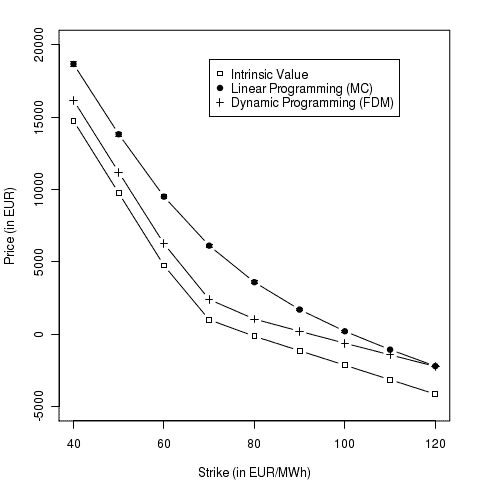 Intrinsic Value
Linear Programming (MC)
Dynamic Programming (FDM)
Price (in EUR)
20000
15000
10000
5000
0
-5000
40 60 80 100 120
Strike (in EUR/MWh)